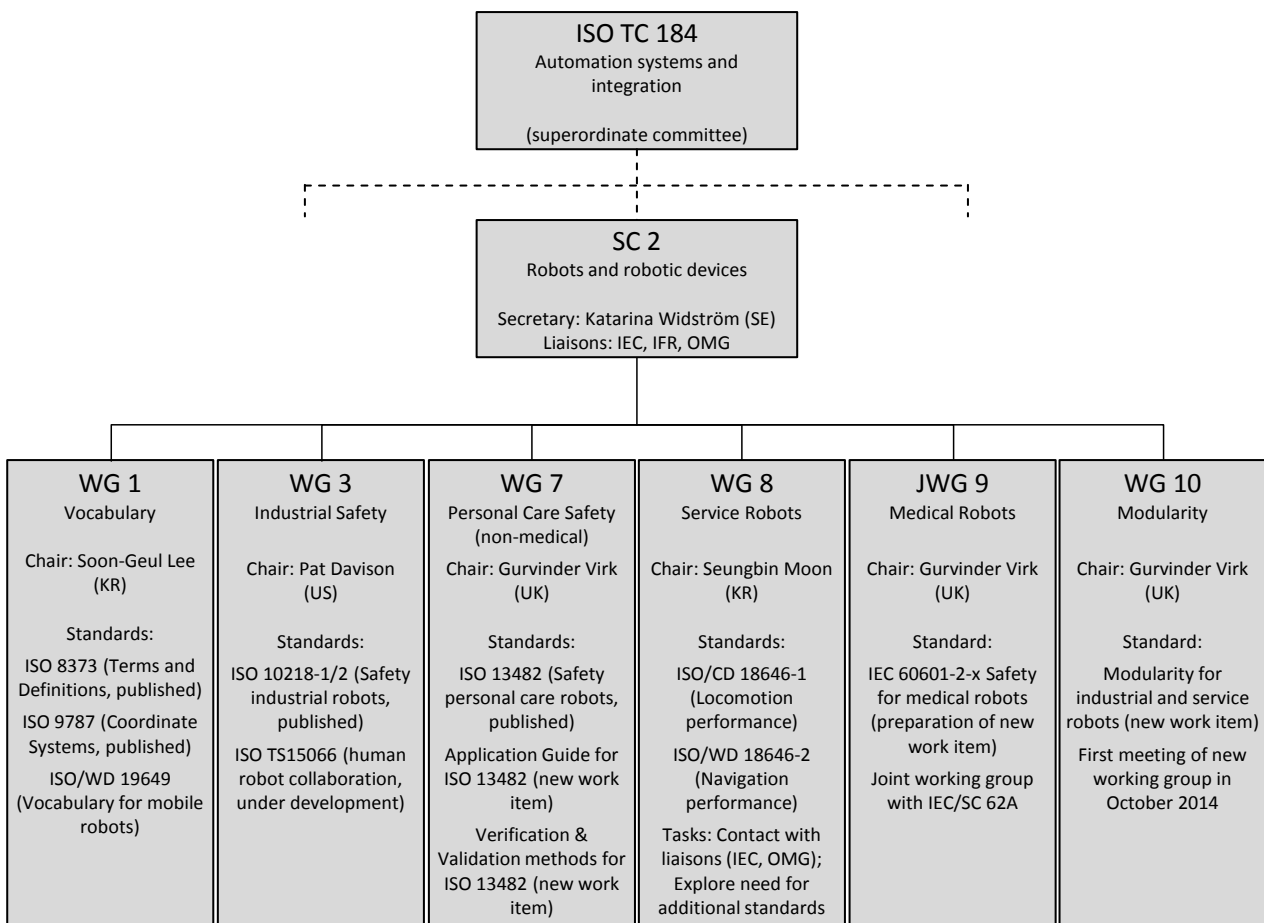 ISO TC 184
Automation systems and
integration
(superordinate committee)
SC 2
Robots and robotic devices
Secretary: Katarina Widström (SE)
Liaisons: IEC, IFR, OMG
WG 1
Vocabulary
Chair: Soon-Geul Lee
(KR)
Standards:
ISO 8373 (Terms and
Definitions, published)
ISO 9787 (Coordinate
Systems, published)
ISO/WD 19649
(Vocabulary for mobile
robots)
WG 3
Industrial Safety
Chair: Pat Davison
(US)
Standards:
ISO 10218-1/2 (Safety
industrial robots,
published)
ISO TS15066 (human
robot collaboration,
under development)
WG 7
Personal Care Safety
(non-medical)
Chair: Gurvinder Virk
(UK)
Standards:
ISO 13482 (Safety
personal care robots,
published)
Application Guide for
ISO 13482 (new work
item)
Verification &
Validation methods for
ISO 13482 (new work
item)
WG 8
Service Robots
Chair: Seungbin Moon
(KR)
Standards:
ISO/CD 18646-1
(Locomotion
performance)
ISO/WD 18646-2
(Navigation
performance)
Tasks: Contact with
liaisons (IEC, OMG);
Explore need for
additional standards
JWG 9
Medical Robots
Chair: Gurvinder Virk
(UK)
Standard:
IEC 60601-2-x Safety
for medical robots
(preparation of new
work item)
Joint working group
with IEC/SC 62A
WG 10
Modularity
Chair: Gurvinder Virk
(UK)
Standard:
Modularity for
industrial and service
robots (new work item)
First meeting of new
working group in
October 2014